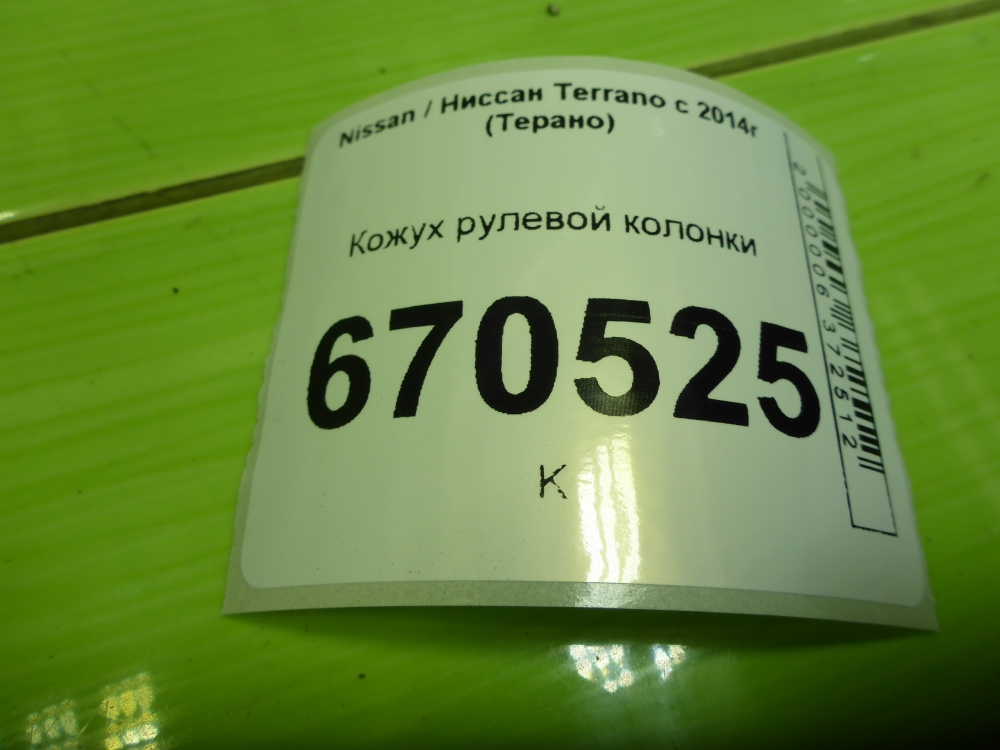 Nissan / Ниссан Terrano с 2014г
(Терано)
Кожух рулевой колонки
670525
К
2000006372512